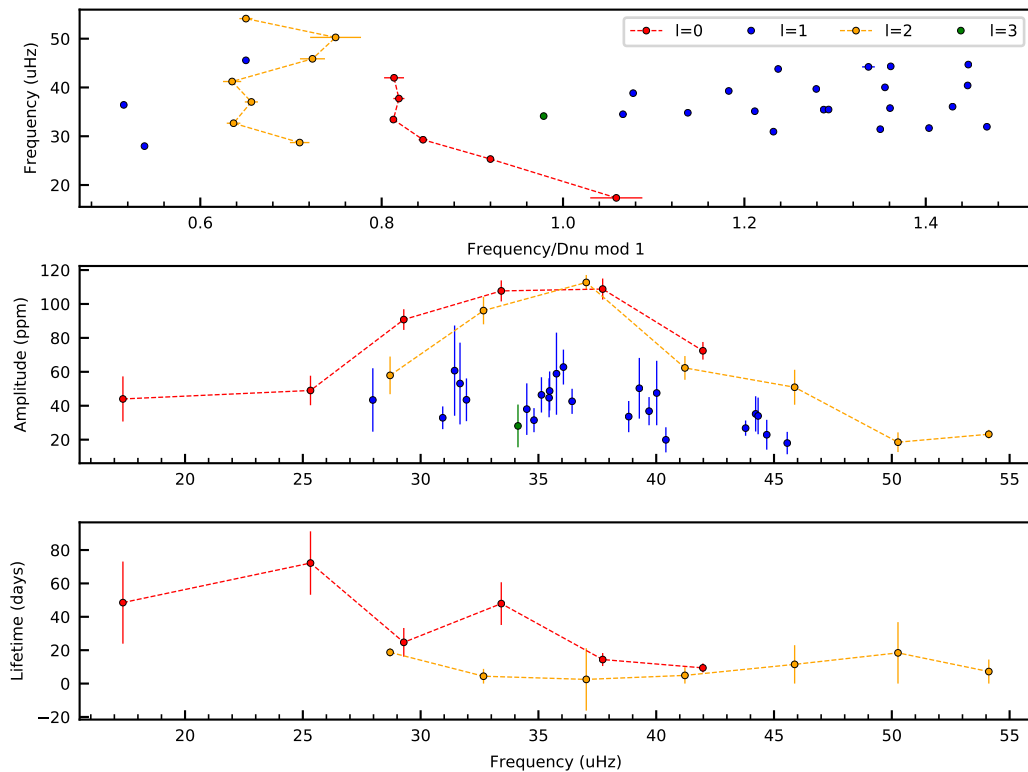 l=0 l=1 l=2 l=3
Frequency (uHz)
50
40
30
20
0.6 0.8 1.0 1.2 1.4
Frequency/Dnu mod 1
Amplitude (ppm)
120
100
80
60
40
20
20 25 30 35 40 45 50 55
Lifetime (days)
80
60
40
20
0
−20
20 25 30 35 40 45 50 55
Frequency (uHz)